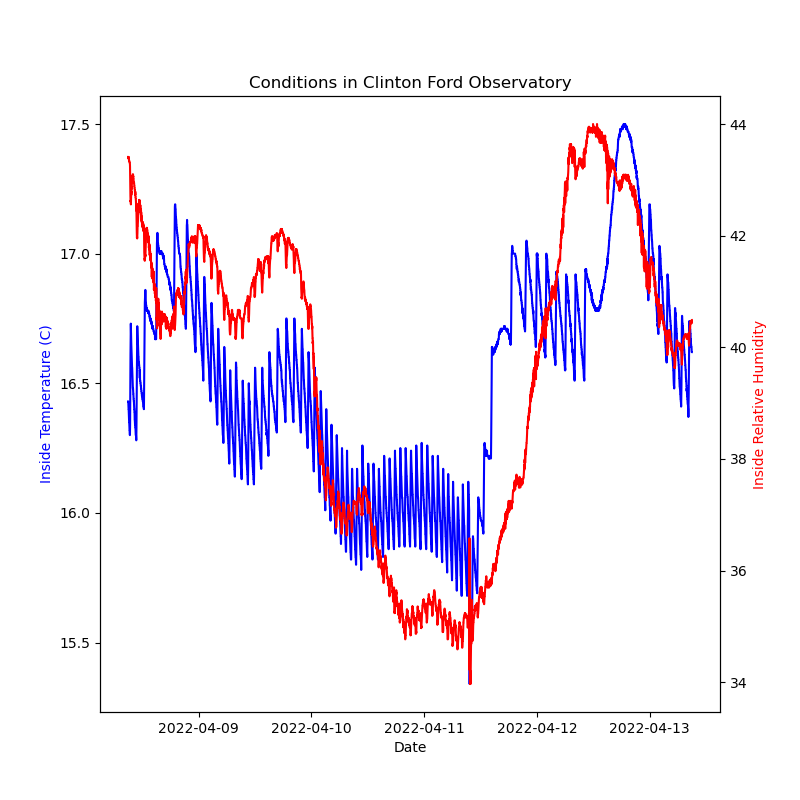 Conditions in Clinton Ford Observatory
17.5
17.0
16.5
16.0
15.5
Inside Temperature (C)
44
42
40
38
36
34
Inside Relative Humidity
2022-04-09 2022-04-10 2022-04-11 2022-04-12 2022-04-13
Date